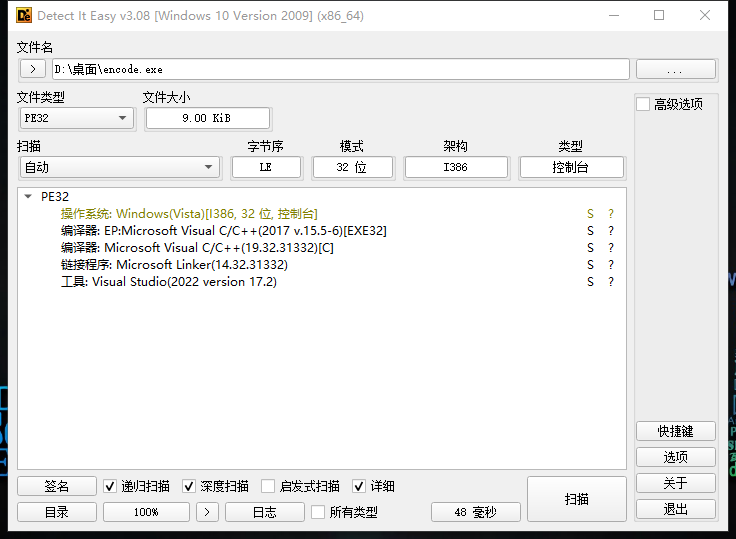 Detect It Easy v3.08 [Windows 10 Version 2009] (x86_64)
文件名
> D:\桌面\encode.exe ...
文件类型 文件大小 高级选项
PE32 9.00 KiB
扫描 字节序 模式 架构 类型
自动 LE 32 位 I386 控制台
PE32
操作系统: Windows(Vista)[I386, 32 位, 控制台] S ?
编译器: EP:Microsoft Visual C/C++(2017 v.15.5-6)[EXE32] S ?
编译器: Microsoft Visual C/C++(19.32.31332)[C] S ?
链接程序: Microsoft Linker(14.32.31332) S ?
工具: Visual Studio(2022 version 17.2) S ?
快捷键
选项
签名 递归扫描 深度扫描 启发式扫描 详细 扫描 关于
目录 100% > 日志 所有类型 48 毫秒 退出